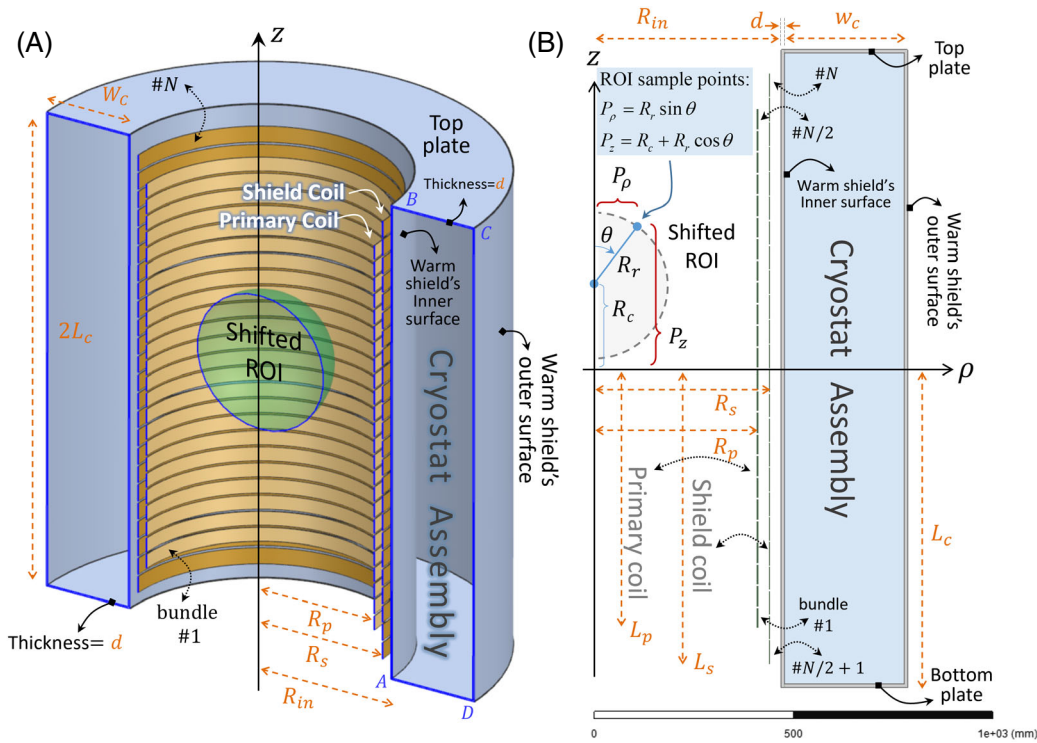 (A)
z
#N
W_C
Top
plate
Thickness= d
Shield Coil
Primary Coil
B
C
Warm
shield's
Inner
surface
2L_c
Shifted
ROI
Cryostat Assembly
Warm shield's
outer surface
bundle
#1
Thickness= d
R_p
R_s
R_in
A
D
(B)
R_in
d
w_c
z
ROI sample points:
P_ρ = R_r sin θ
P_z = R_c + R_r cos θ
#N
#N/2
Top
plate
Warm shield's
Inner surface
P_ρ
θ
Shifted
ROI
R_r
R_c
P_z
Warm shield's
outer surface
Cryostat Assembly
ρ
R_s
R_p
Primary coil
Shield coil
L_c
bundle
#1
L_p
L_s
#N/2 + 1
Bottom
plate
0
500
1e+03 (mm)